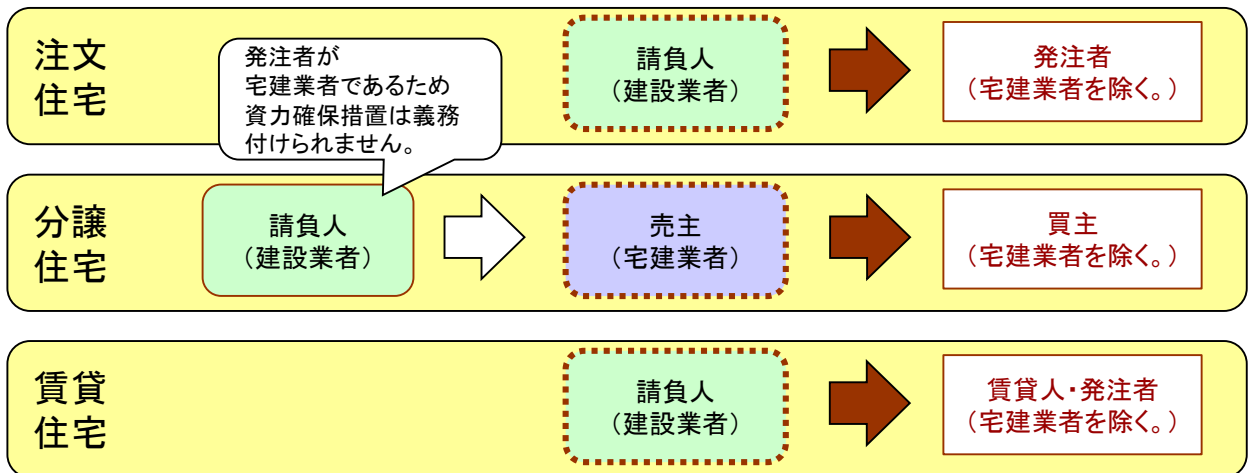 注文
住宅
発注者が
宅建業者であるため
資力確保措置は義務
付けられません。
請負人
（建設業者）
発注者
（宅建業者を除く。）
分譲
住宅
請負人
（建設業者）
売主
（宅建業者）
買主
（宅建業者を除く。）
賃貸
住宅
請負人
（建設業者）
賃貸人・発注者
（宅建業者を除く。）